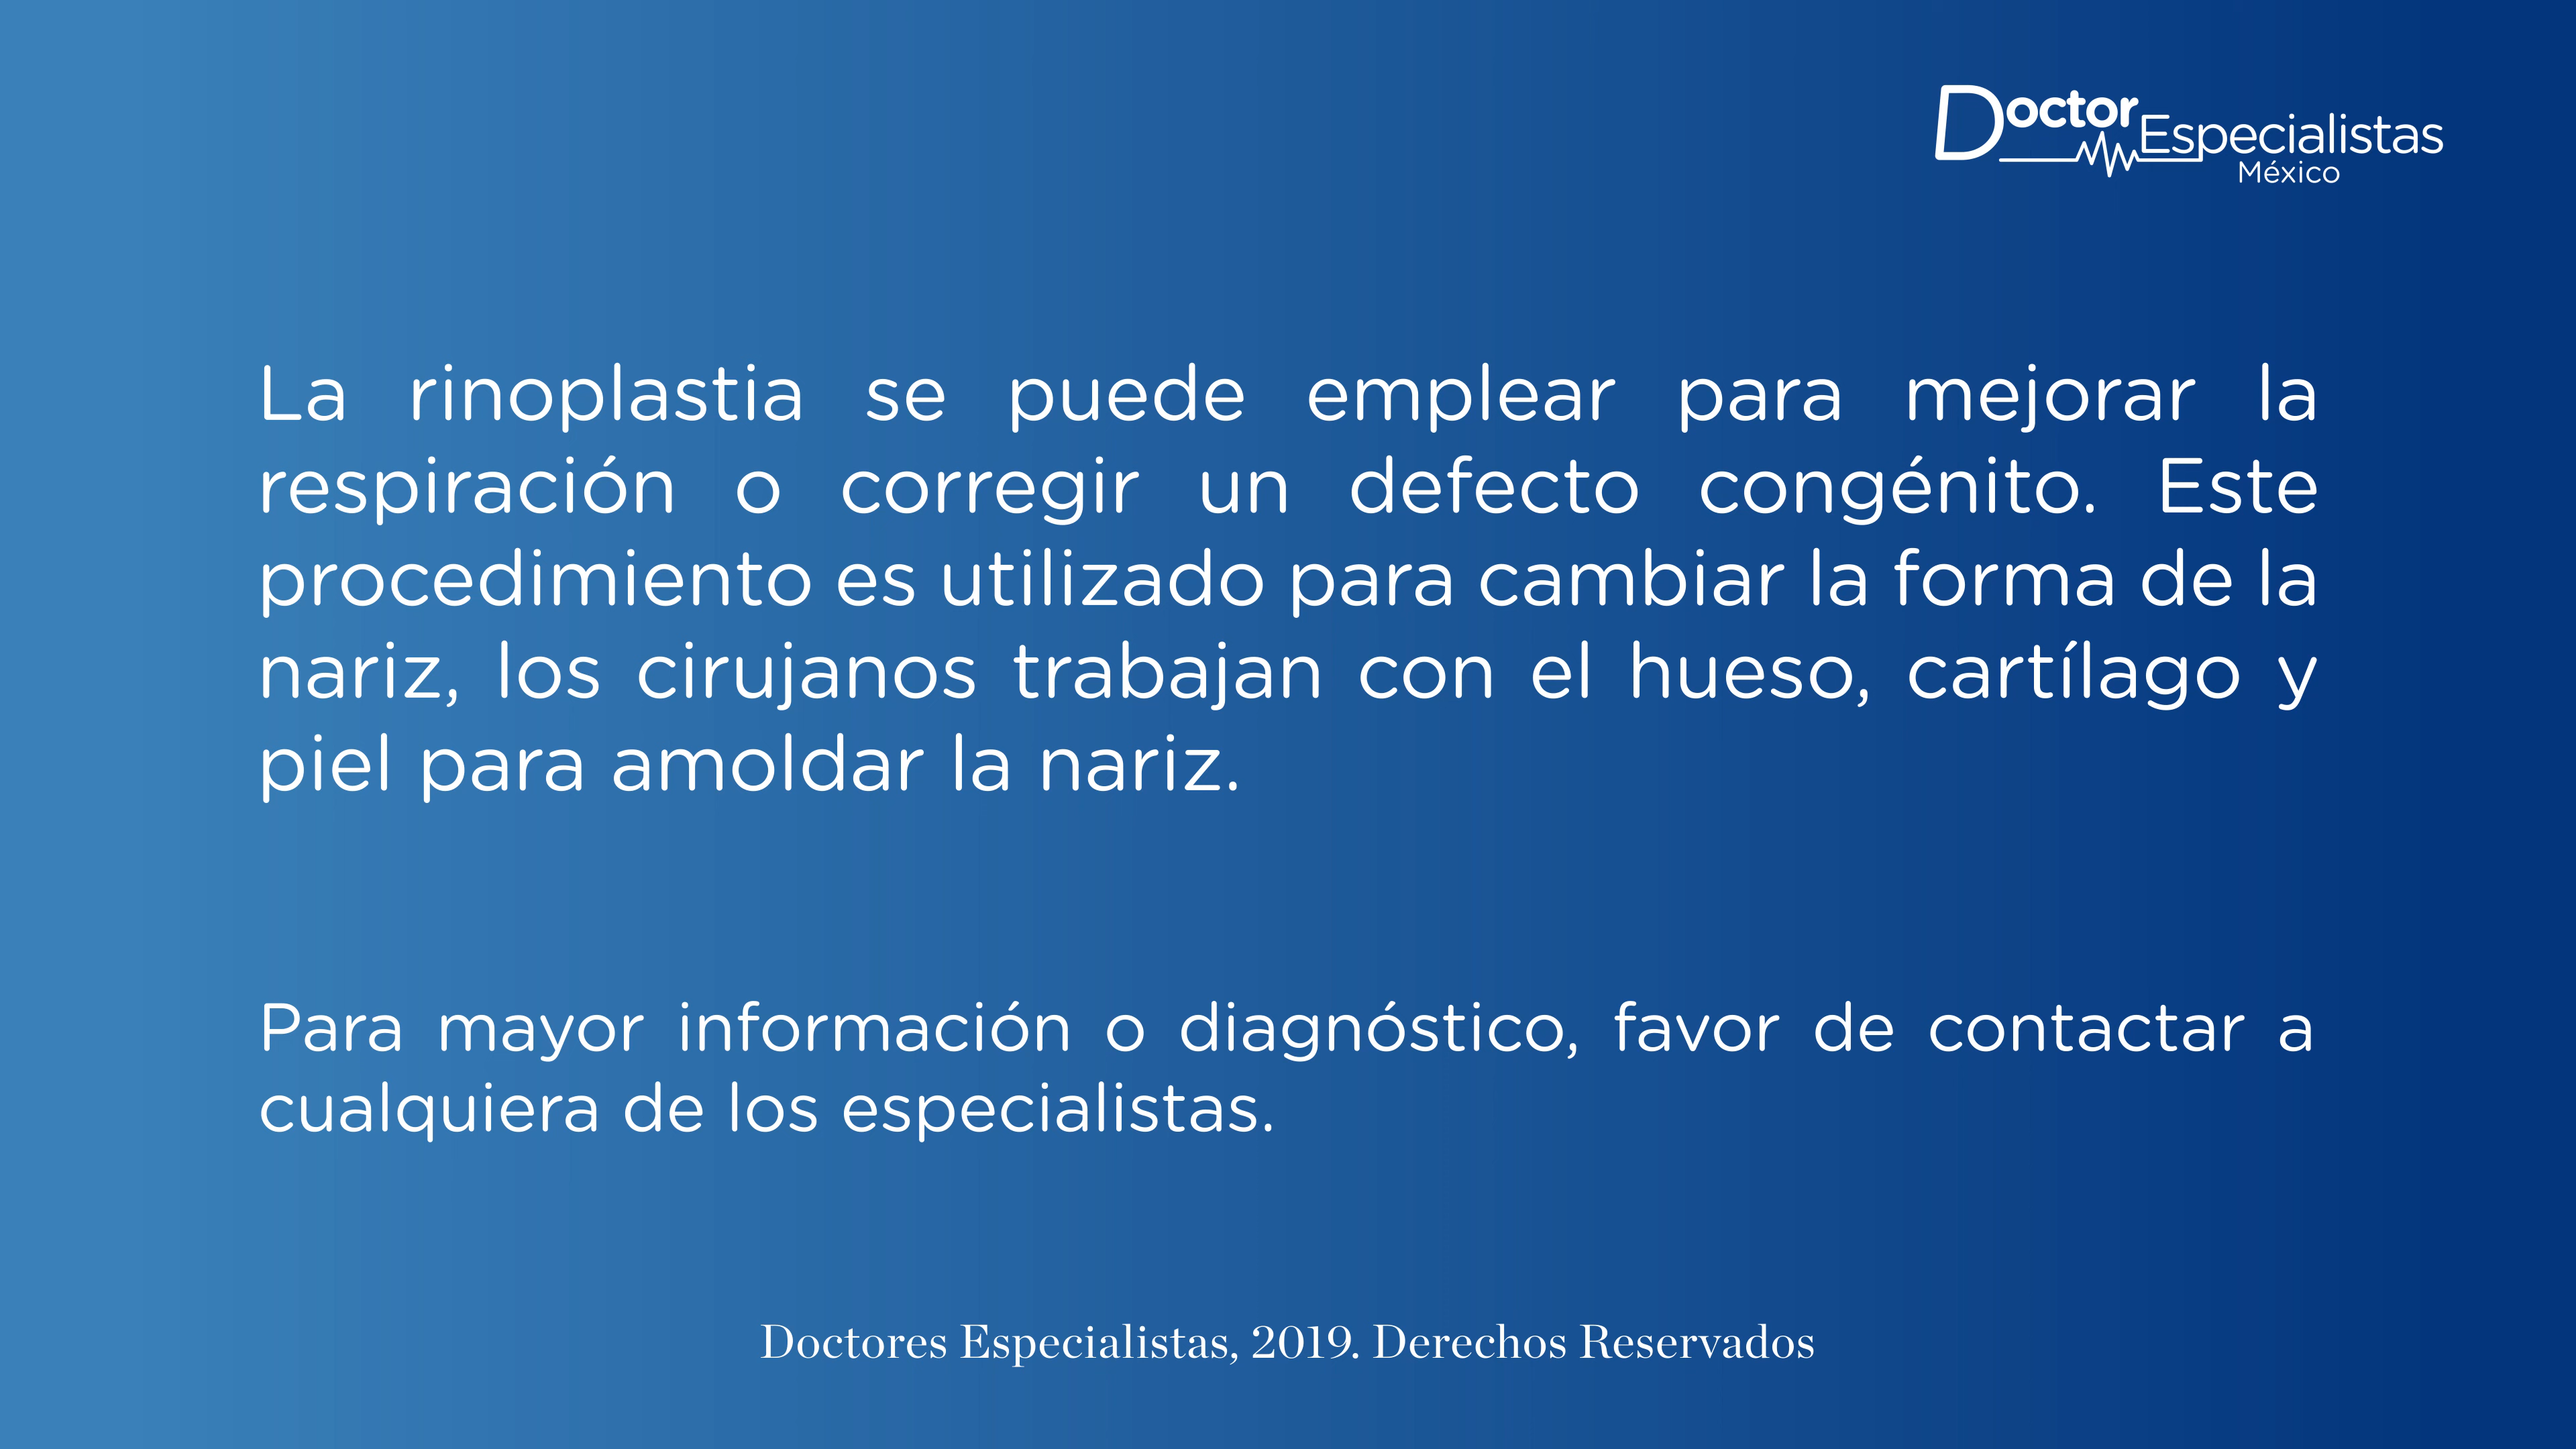 Doctor Especialistas
México
La rinoplastia se puede emplear para mejorar la
respiración o corregir un defecto congénito. Este
procedimiento es utilizado para cambiar la forma de la
nariz, los cirujanos trabajan con el hueso, cartílago y
piel para amoldar la nariz.
Para mayor información o diagnóstico, favor de contactar a
cualquiera de los especialistas.
Doctores Especialistas, 2019. Derechos Reservados